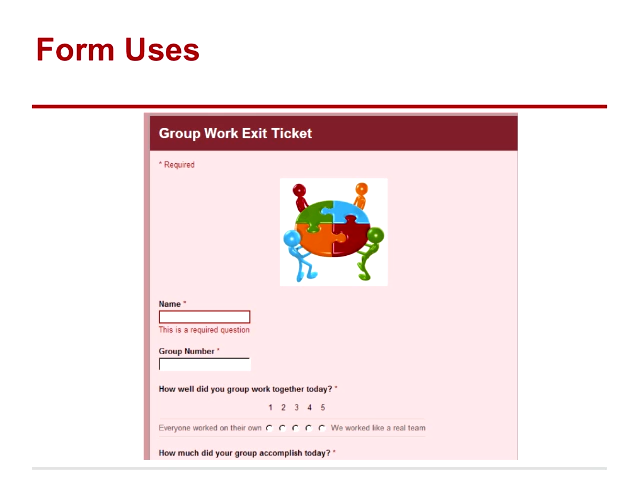 Form Uses
Group Work Exit Ticket
* Required
Name *
This is a required question
Group Number *
How well did you group work together today? *
1 2 3 4 5
Everyone worked on their own We worked like a real team
How much did your group accomplish today? *